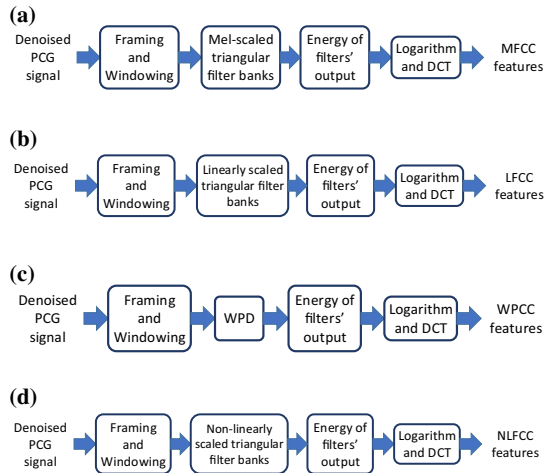 (a)
Denoised
PCG
signal
Framing
and
Windowing
Mel-scaled
triangular
filter banks
Energy of
filters'
output
Logarithm
and DCT
MFCC
features
(b)
Denoised
PCG
signal
Framing
and
Windowing
Linearly scaled
triangular filter
banks
Energy of
filters'
output
Logarithm
and DCT
LFCC
features
(c)
Denoised
PCG
signal
Framing
and
Windowing
WPD
Energy of
filters'
output
Logarithm
and DCT
WPCC
features
(d)
Denoised
PCG
signal
Framing
and
Windowing
Non-linearly
scaled triangular
filter banks
Energy of
filters'
output
Logarithm
and DCT
NLFCC
features